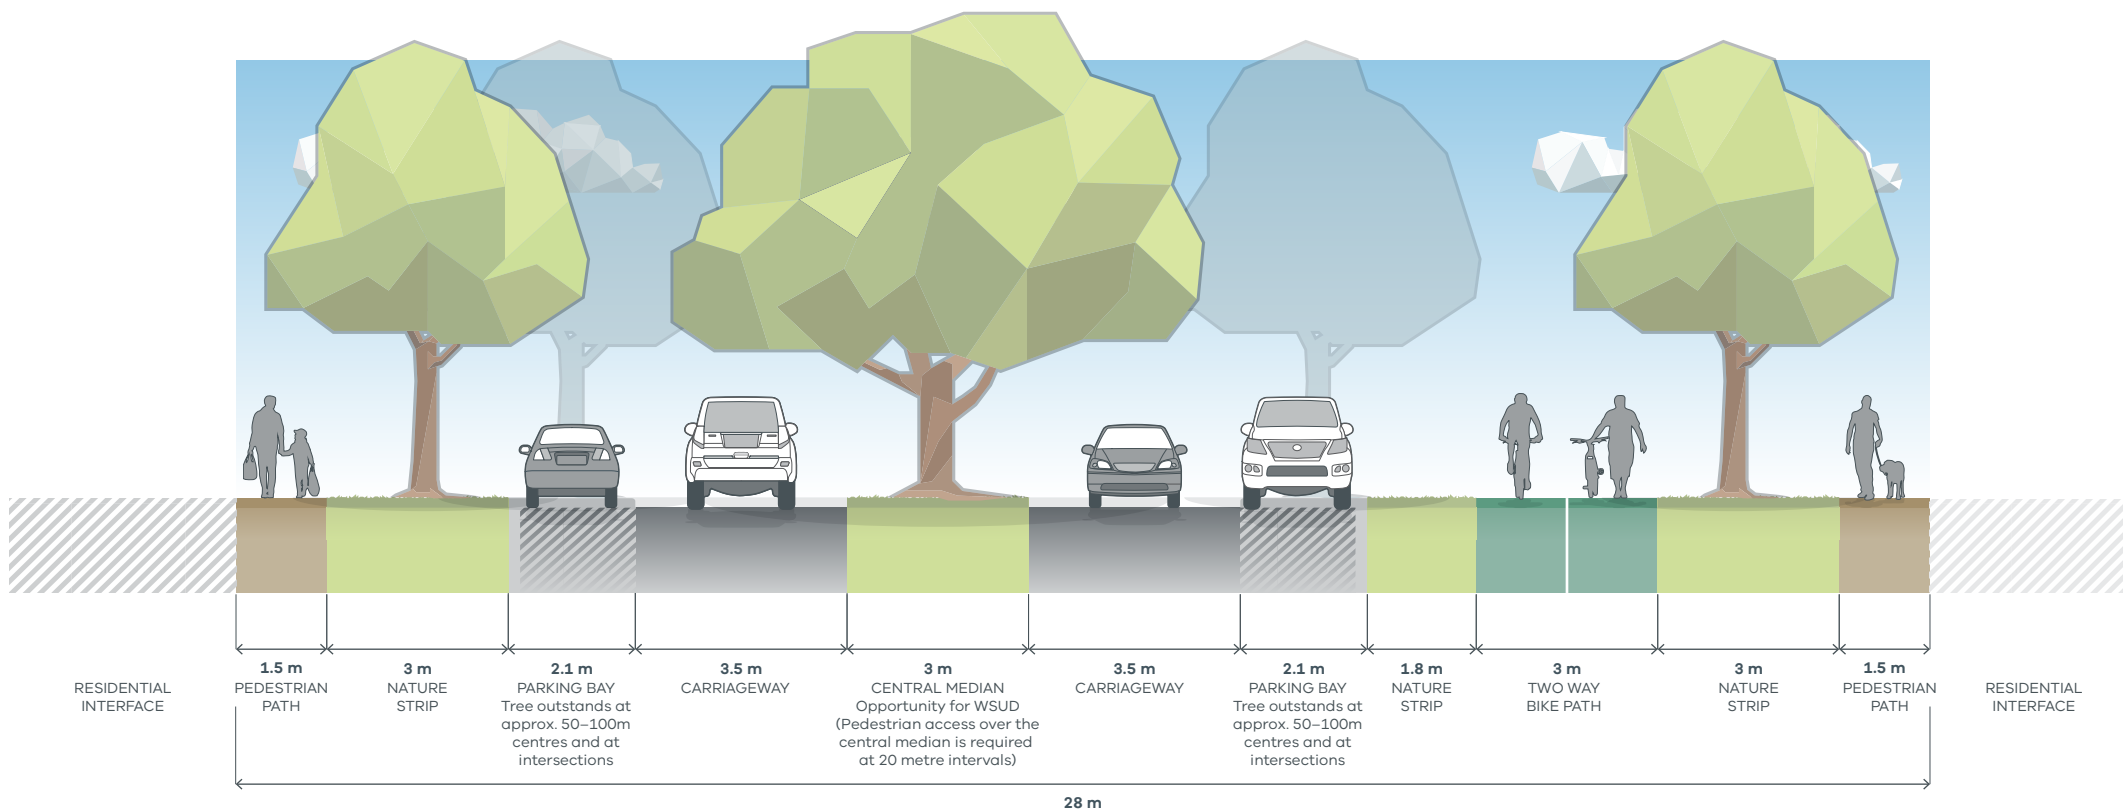 RESIDENTIAL
INTERFACE
1.5 m
PEDESTRIAN
PATH
3 m
NATURE
STRIP
2.1 m
PARKING BAY
Tree outstands at
approx. 50–100m
centres and at
intersections
3.5 m
CARRIAGEWAY
3 m
CENTRAL MEDIAN
Opportunity for WSUD
(Pedestrian access over the
central median is required
at 20 metre intervals)
3.5 m
CARRIAGEWAY
2.1 m
PARKING BAY
Tree outstands at
approx. 50–100m
centres and at
intersections
1.8 m
NATURE
STRIP
3 m
TWO WAY
BIKE PATH
3 m
NATURE
STRIP
1.5 m
PEDESTRIAN
PATH
RESIDENTIAL
INTERFACE
28 m